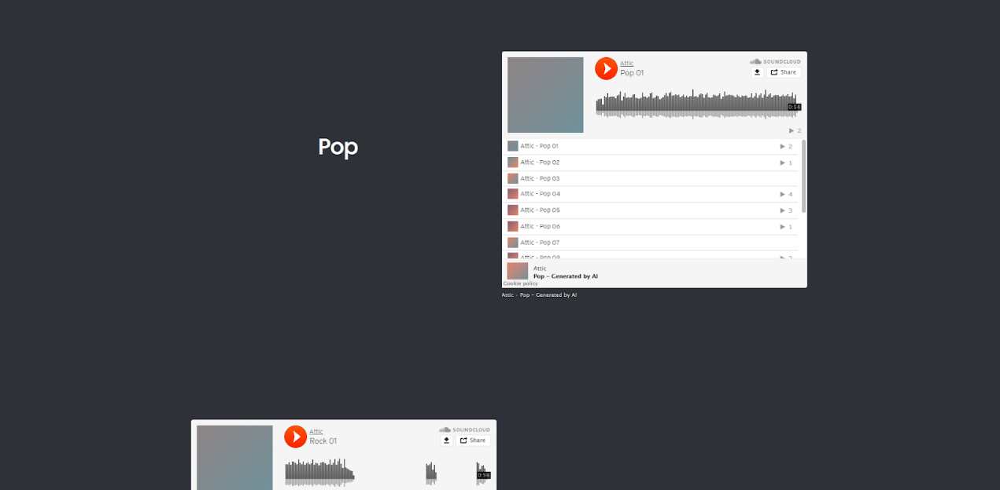 Pop
Attic
Pop 01
SOUNDCLOUD
Share
0:54
2
Attic - Pop 01 2
Attic - Pop 02 1
Attic - Pop 03
Attic - Pop 04 4
Attic - Pop 05 3
Attic - Pop 06 1
Attic - Pop 07
Attic - Pop 08 2
Attic
Pop – Generated by AI
Cookie policy
Attic - Pop – Generated by AI
Attic
Rock 01
SOUNDCLOUD
Share
0:54